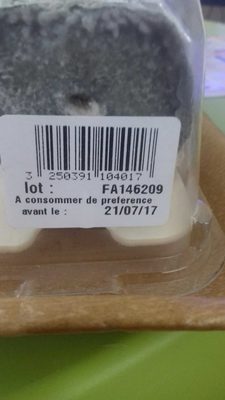 3 250391 104017
lot : FA146209
A consommer de preference
avant le : 21/07/17